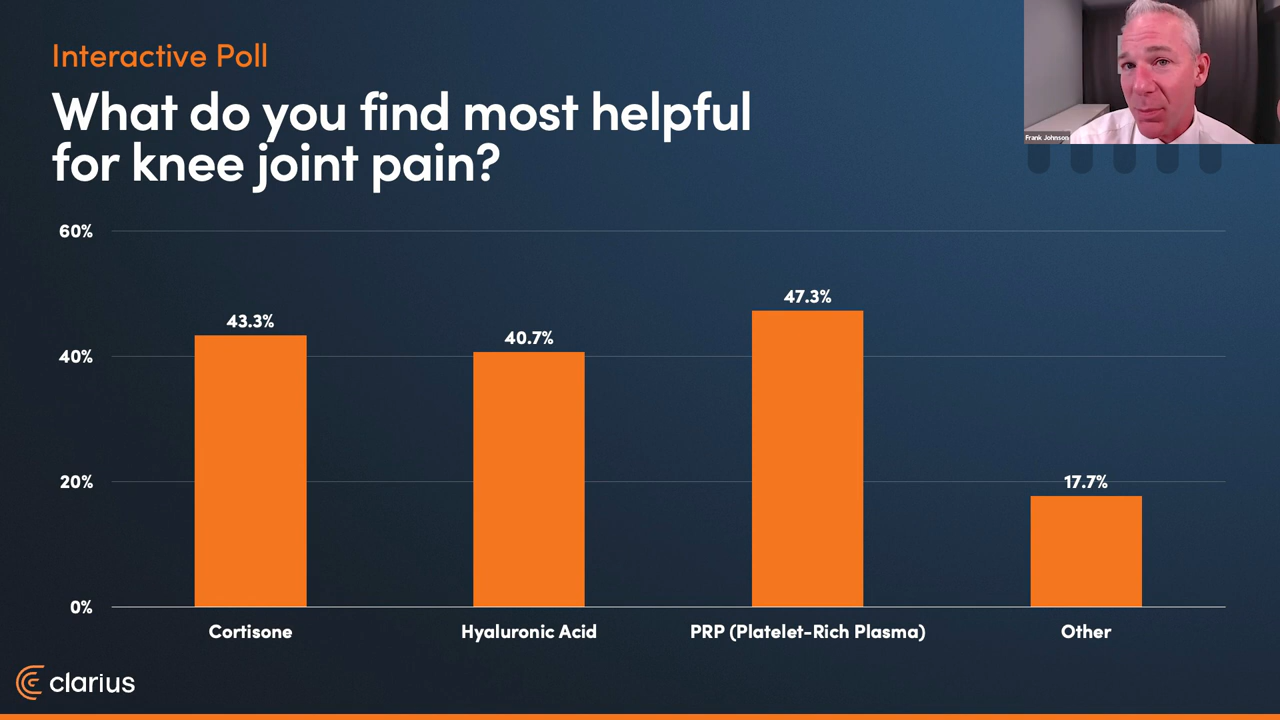 Interactive Poll
What do you find most helpful
for knee joint pain?
Frank Johnson
60%
47.3%
43.3%
40.7%
40%
20%
17.7%
0%
Cortisone
Hyaluronic Acid
PRP (Platelet-Rich Plasma)
Other
clarius